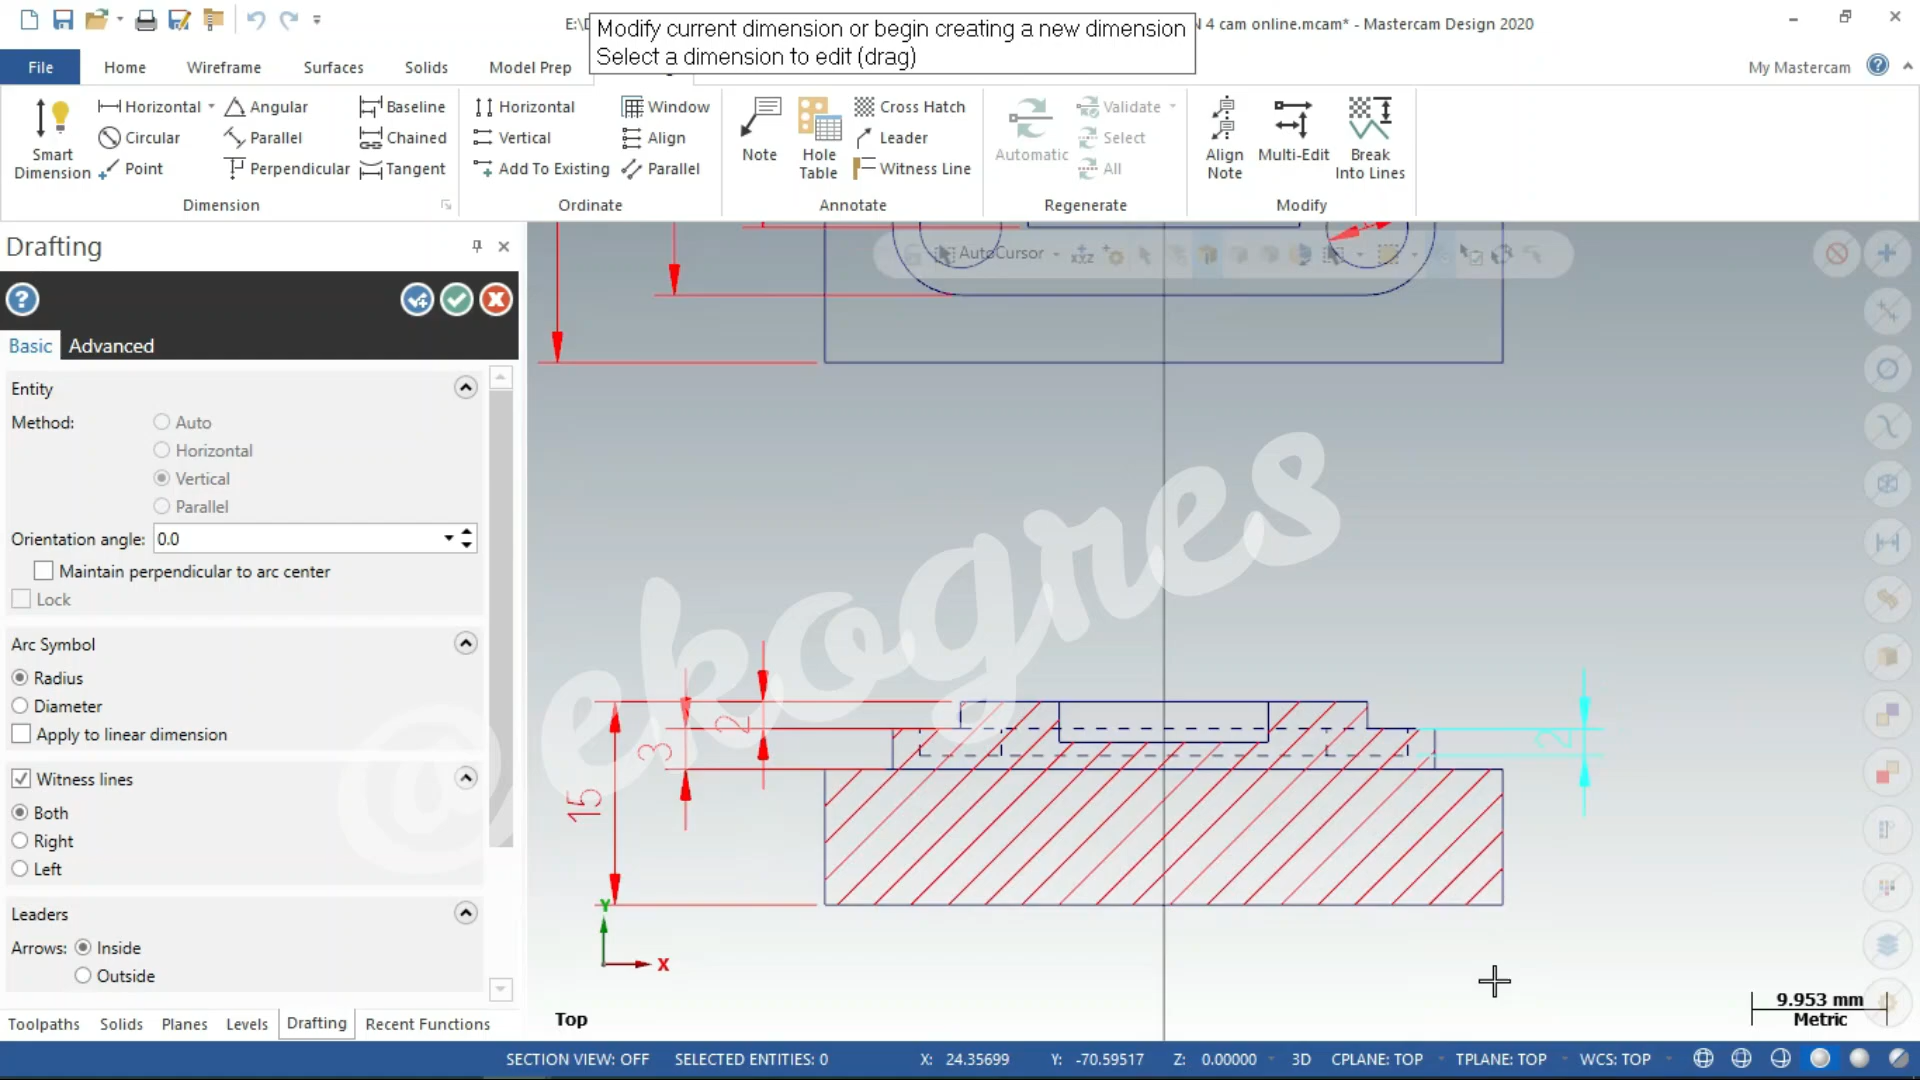 E:\D
N 4 cam online.mcam* - Mastercam Design 2020
Modify current dimension or begin creating a new dimension
Select a dimension to edit (drag)
File
Home
Wireframe
Surfaces
Solids
Model Prep
My Mastercam
Smart
Dimension
Horizontal
Circular
Point
Angular
Parallel
Perpendicular
Baseline
Chained
Tangent
Dimension
Horizontal
Vertical
Add To Existing
Window
Align
Parallel
Ordinate
Note
Hole
Table
Cross Hatch
Leader
Witness Line
Annotate
Automatic
Validate
Select
All
Regenerate
Align
Note
Multi-Edit
Break
Into Lines
Modify
Drafting
Basic
Advanced
Entity
Method:
Auto
Horizontal
Vertical
Parallel
Orientation angle: 0.0
Maintain perpendicular to arc center
Lock
Arc Symbol
Radius
Diameter
Apply to linear dimension
Witness lines
Both
Right
Left
Leaders
Arrows: Inside
Outside
Toolpaths
Solids
Planes
Levels
Drafting
Recent Functions
AutoCursor
@ekogres
2
3
15
2
Y
X
Top
9.953 mm
Metric
SECTION VIEW: OFF
SELECTED ENTITIES: 0
X: 24.35699
Y: -70.59517
Z: 0.00000
3D
CPLANE: TOP
TPLANE: TOP
WCS: TOP